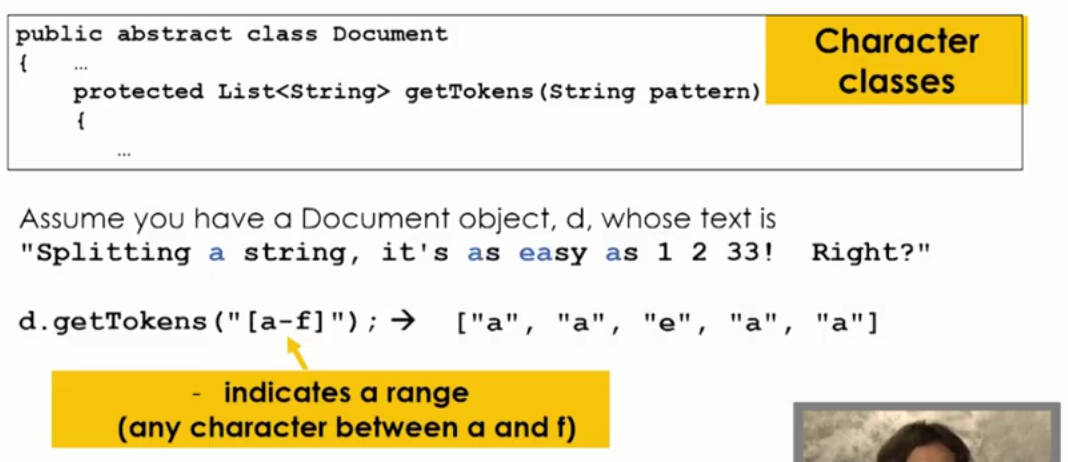 public abstract class Document
{ …
protected List<String> getTokens(String pattern)
{
…
Character
classes
Assume you have a Document object, d, whose text is
"Splitting a string, it's as easy as 1 2 33!  Right?"
d.getTokens("[a-f]"); → ["a", "a", "e", "a", "a"]
- indicates a range
(any character between a and f)